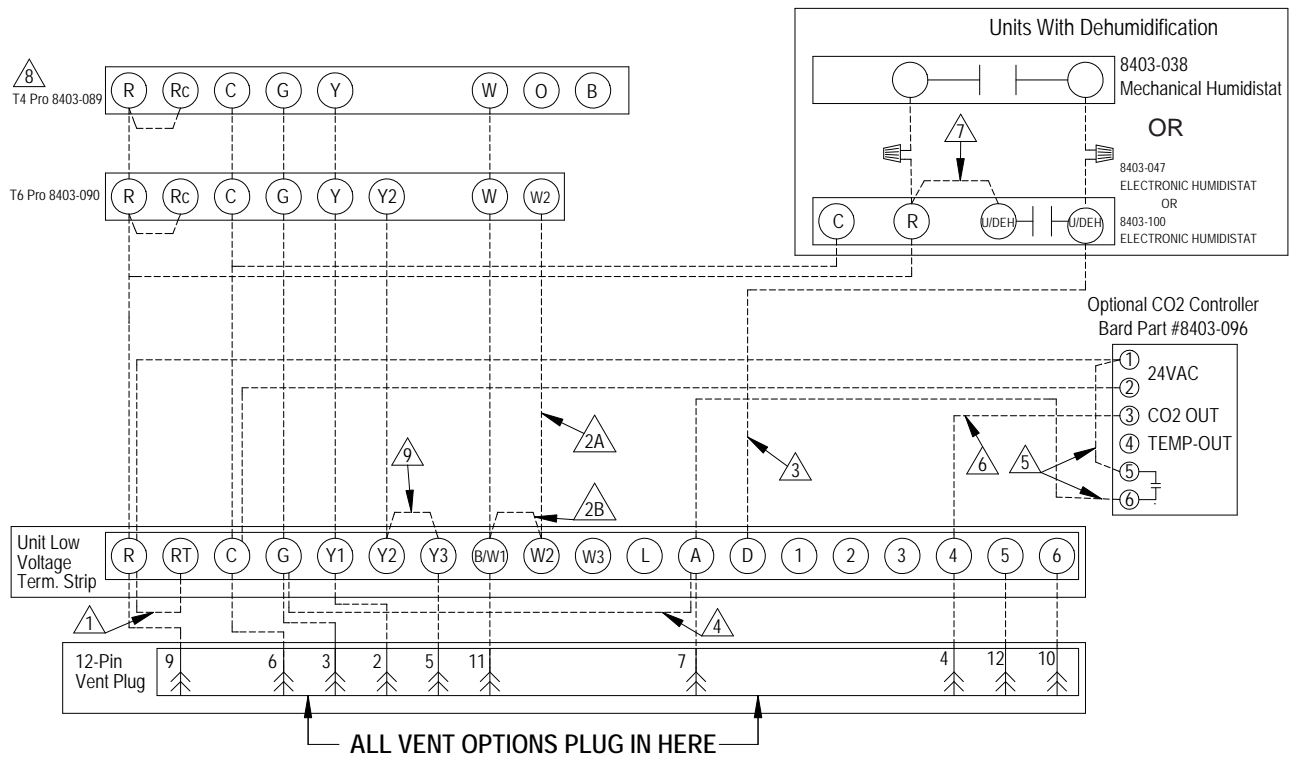 Units With Dehumidification
8403-038
Mechanical Humidistat
OR
7
8403-047
ELECTRONIC HUMIDISTAT
OR
8403-100
ELECTRONIC HUMIDISTAT
C R U/DEH U/DEH
8
T4 Pro 8403-089
R Rc C G Y W O B
T6 Pro 8403-090
R Rc C G Y Y2 W W2
Optional CO2 Controller
Bard Part #8403-096
1
24VAC
2
3 CO2 OUT
4 TEMP-OUT
5
6
2A
9
3
6
5
2B
Unit Low
Voltage
Term. Strip
R RT C G Y1 Y2 Y3 B/W1 W2 W3 L A D 1 2 3 4 5 6
1
4
12-Pin
Vent Plug
9 6 3 2 5 11 7 4 12 10
ALL VENT OPTIONS PLUG IN HERE